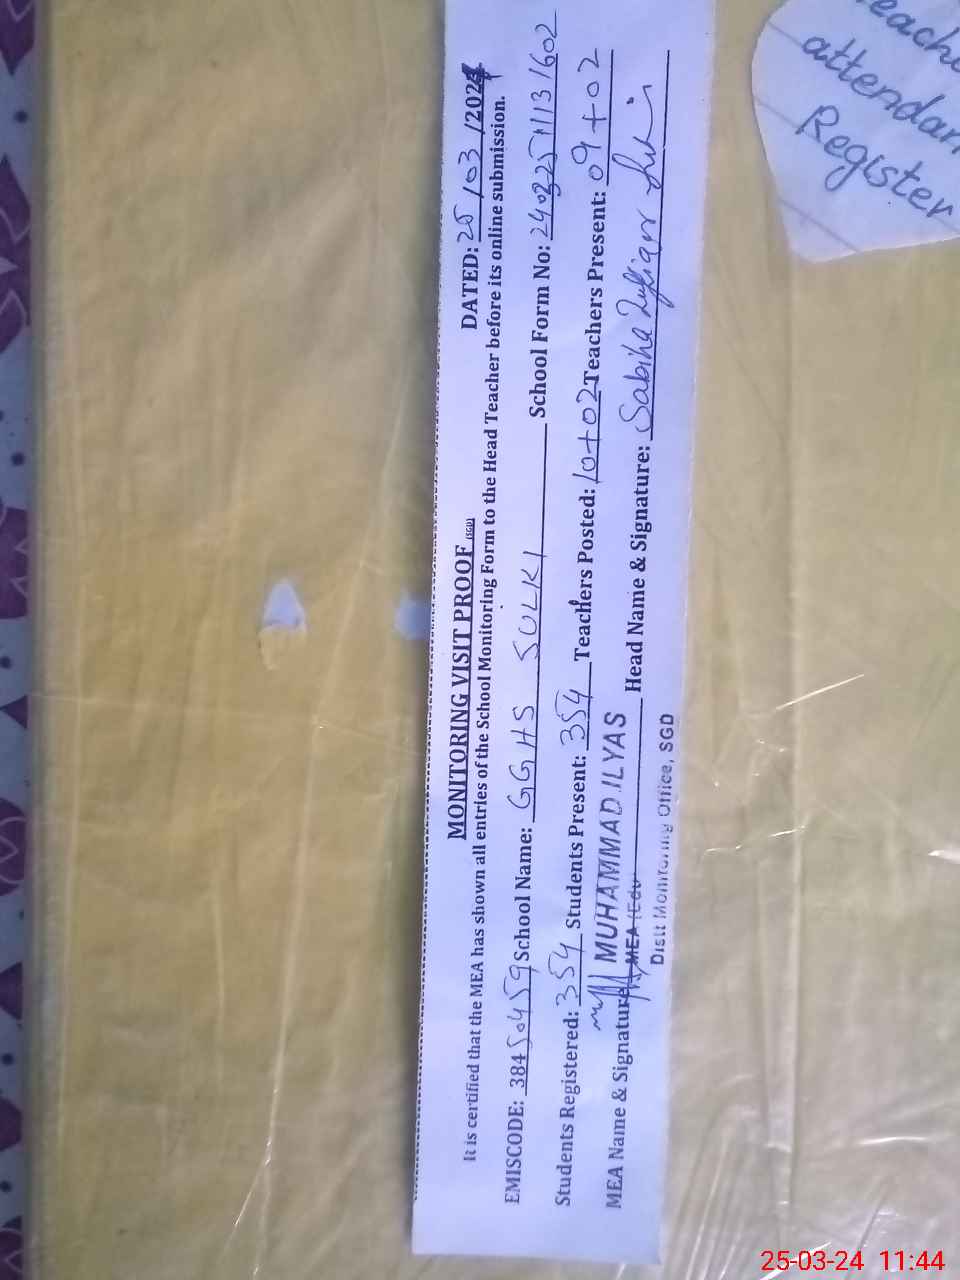 MONITORING VISIT PROOF (SGD) DATED: 25/03/2024
It is certified that the MEA has shown all entries of the School Monitoring Form to the Head Teacher before its online submission.
EMISCODE: 38450459 School Name: GGHS SULKI School Form No:
Students Registered: 354 Students Present: 354 Teachers Posted: 10+02 Teachers Present: 09+02
MEA Name & Signature MUHAMMAD ILYAS Head Name & Signature: Sabiha
MEA (Edu)
Distt Monitoring Office, SGD
attendan
Register
25-03-24 11:44